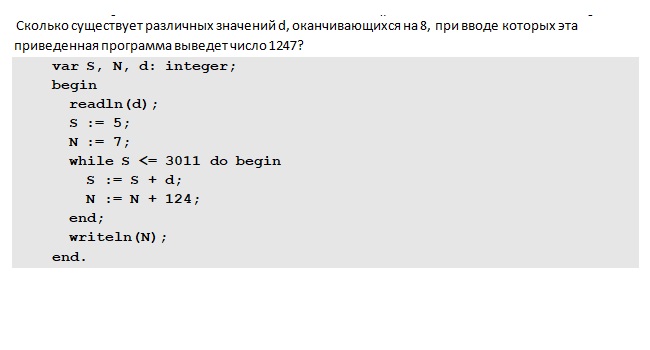 Сколько существует различных значений d, оканчивающихся на 8, при вводе которых эта
приведенная программа выведет число 1247?
var S, N, d: integer;
begin
readln(d);
S := 5;
N := 7;
while S <= 3011 do begin
S := S + d;
N := N + 124;
end;
writeln(N);
end.